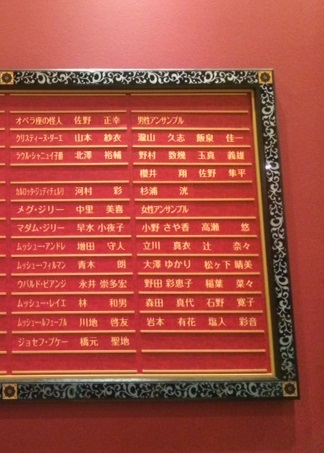 オペラ座の怪人 佐野 正幸 男性アンサンブル
クリスティーヌ・ダーエ 山本 紗衣 瀧山 久志 飯泉 佳一
ラウル・シャニュイ子爵 北澤 裕輔 野村 数幾 玉真 義雄
櫻井 翔 佐野 隼平
カルロッタ・ジュディチェルリ 河村 彩 杉浦 洸
メグ・ジリー 中里 美喜 女性アンサンブル
マダム・ジリー 早水 小夜子 小野 さや香 高瀬 悠
ムッシュー・アンドレ 増田 守人 立川 真衣 辻 奈々
ムッシュー・フィルマン 青木 朗 大澤 ゆかり 松ヶ下 晴美
ウバルド・ピアンジ 永井 崇多宏 野田 彩恵子 稲葉 菜々
ムッシュー・レイエ 林 和男 森田 真代 石野 寛子
ムッシュー・ルフェーブル 川地 啓友 岩本 有花 塩入 彩音
ジョセフ・ブケー 橋元 聖地